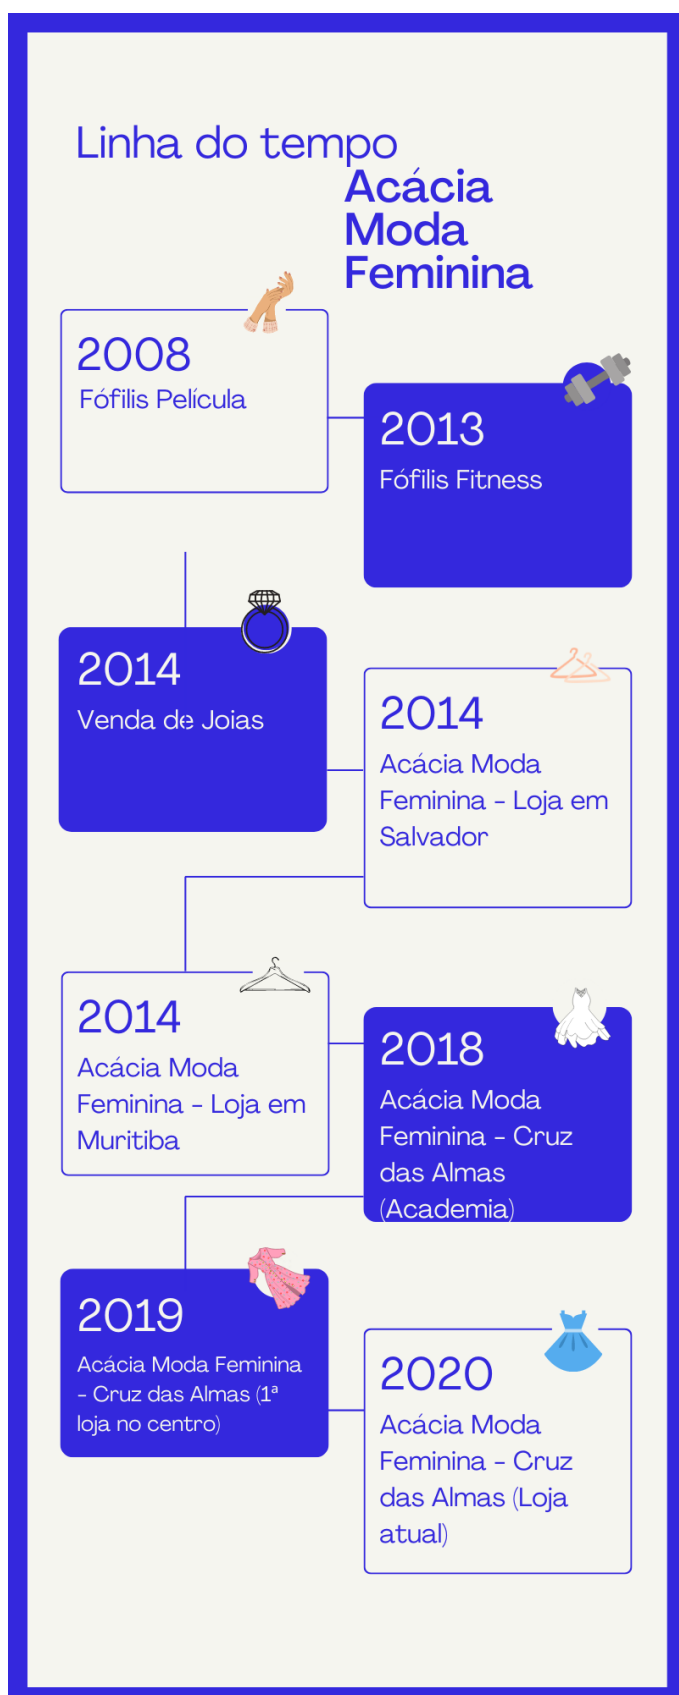 Linha do tempo
Acácia
Moda
Feminina
2008
Fófilis Película
2013
Fófilis Fitness
2014
Venda de Joias
2014
Acácia Moda
Feminina - Loja em
Salvador
2014
Acácia Moda
Feminina - Loja em
Muritiba
2018
Acácia Moda
Feminina - Cruz
das Almas
(Academia)
2019
Acácia Moda Feminina
- Cruz das Almas (1ª
loja no centro)
2020
Acácia Moda
Feminina - Cruz
das Almas (Loja
atual)